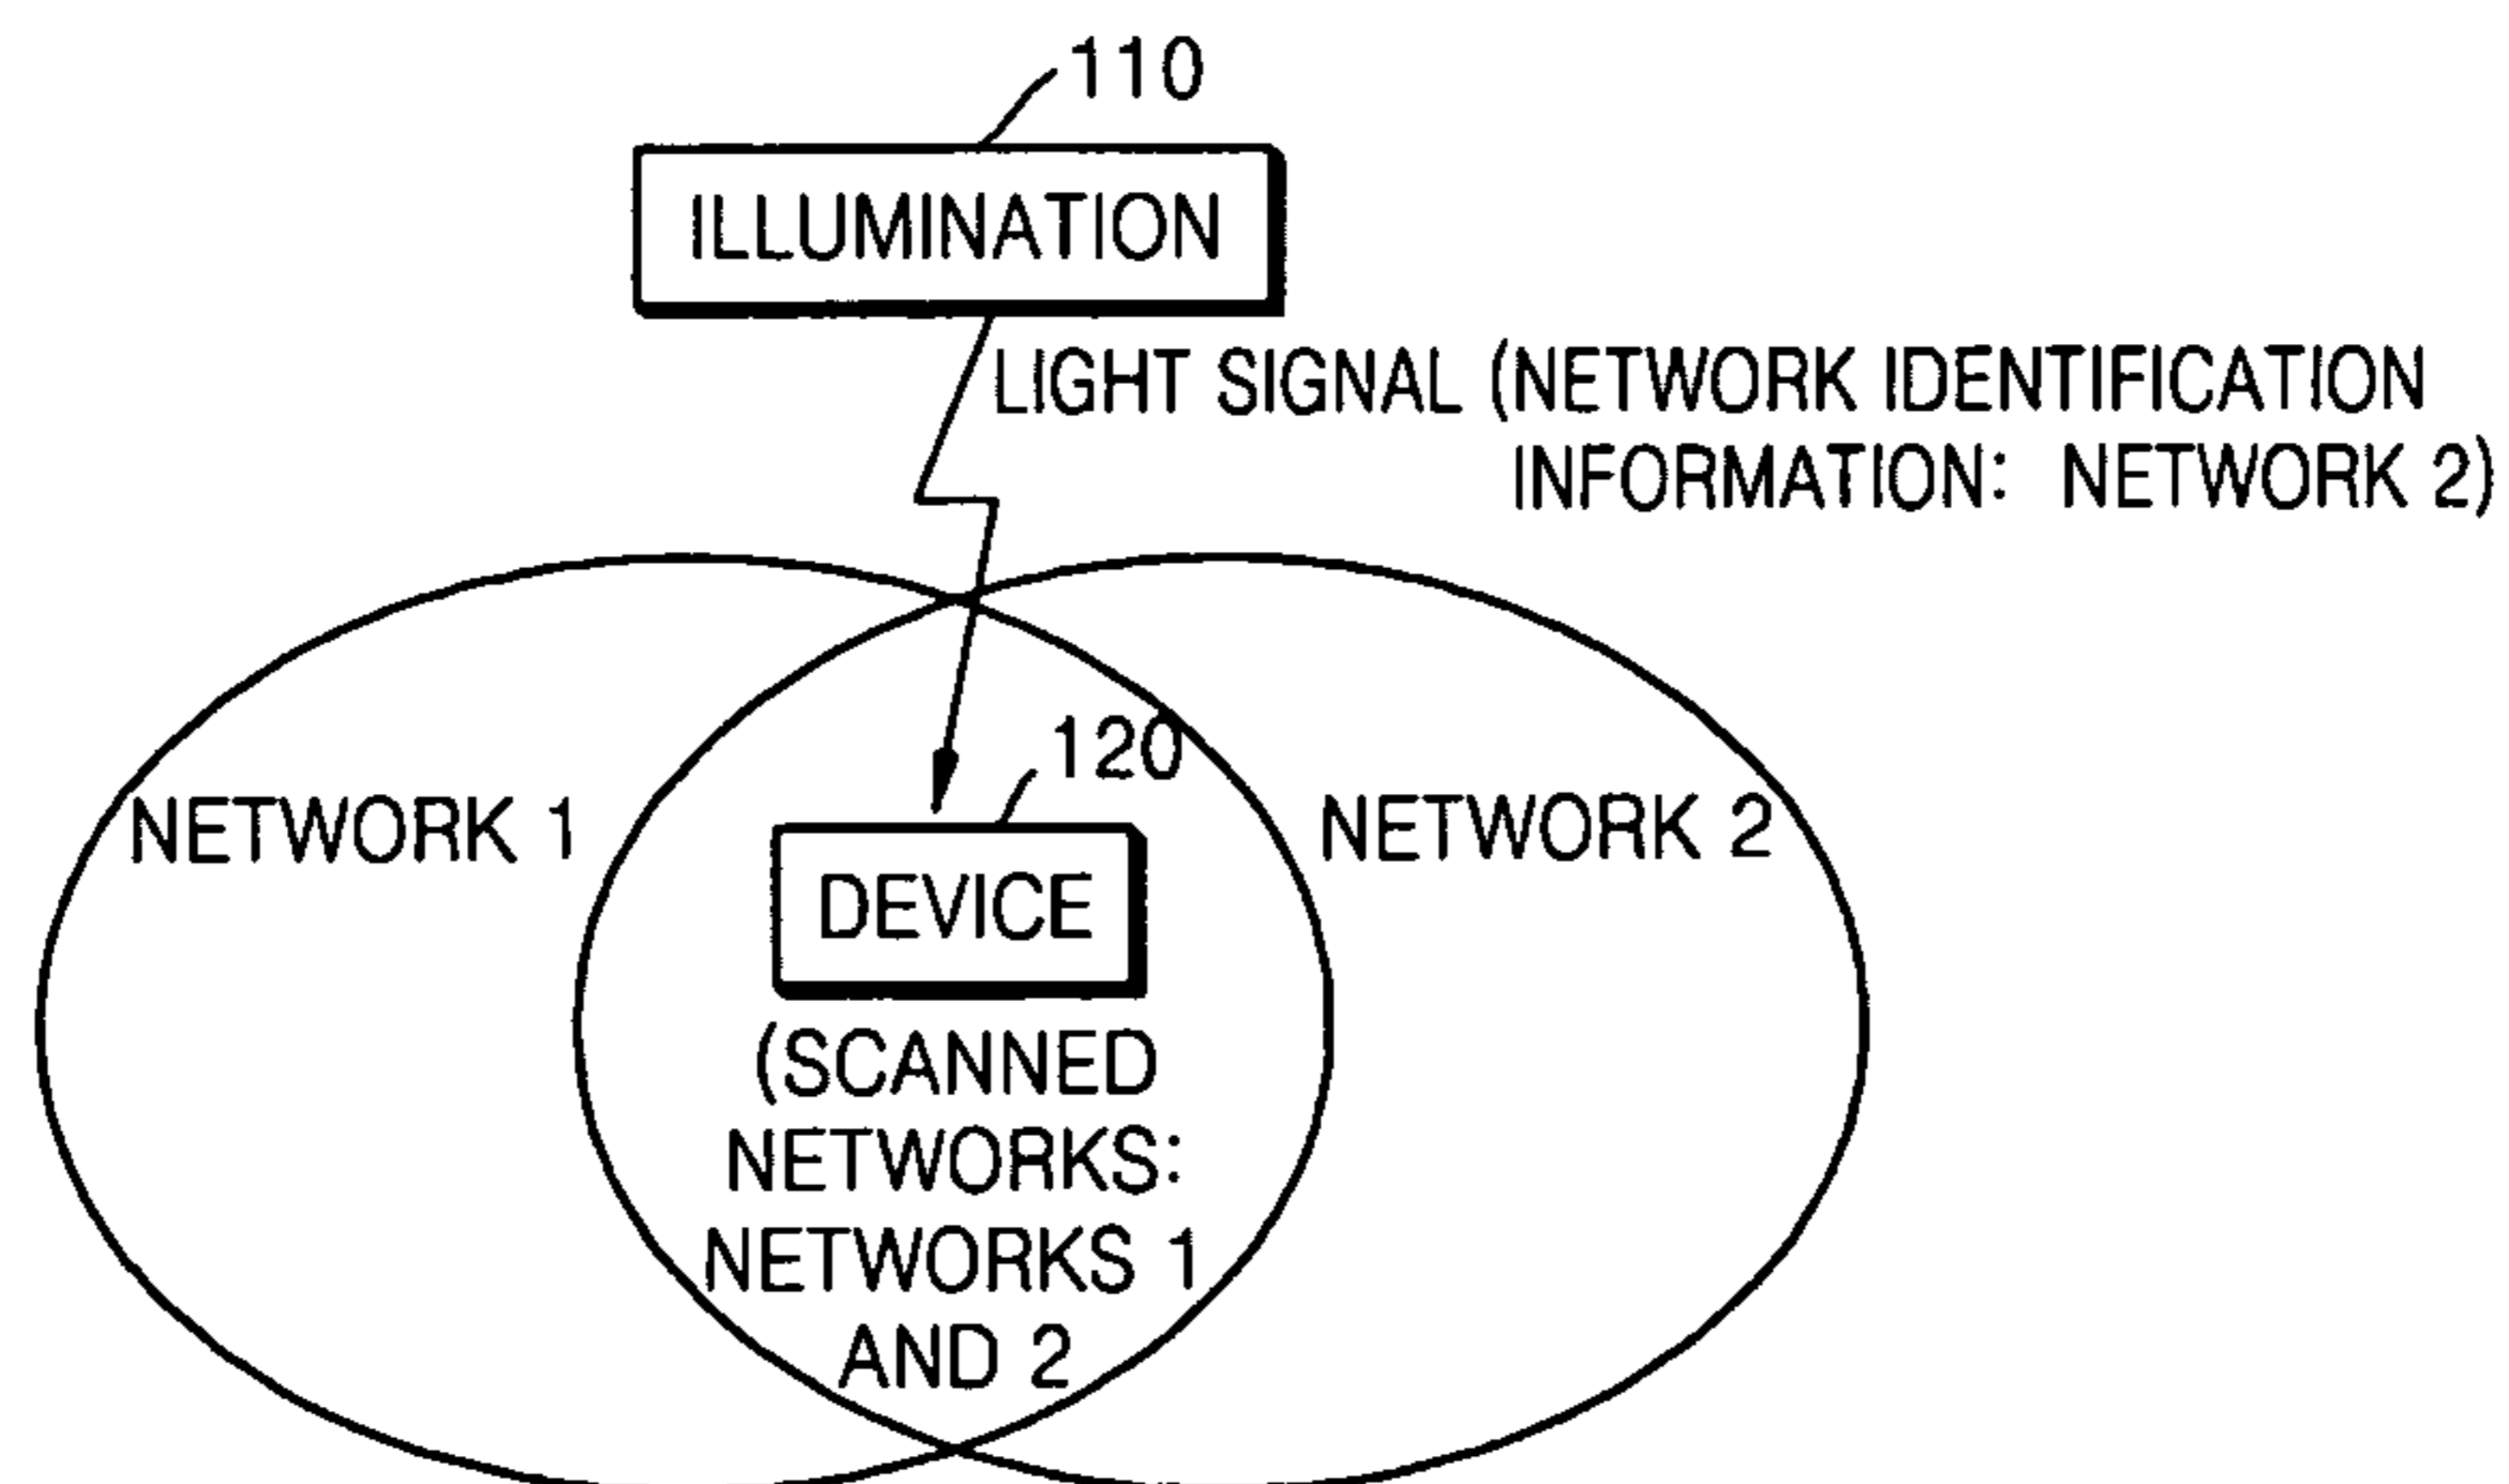 110
ILLUMINATION
LIGHT SIGNAL (NETWORK IDENTIFICATION
INFORMATION: NETWORK 2)
120
NETWORK 1
NETWORK 2
DEVICE
(SCANNED
NETWORKS:
NETWORKS 1
AND 2